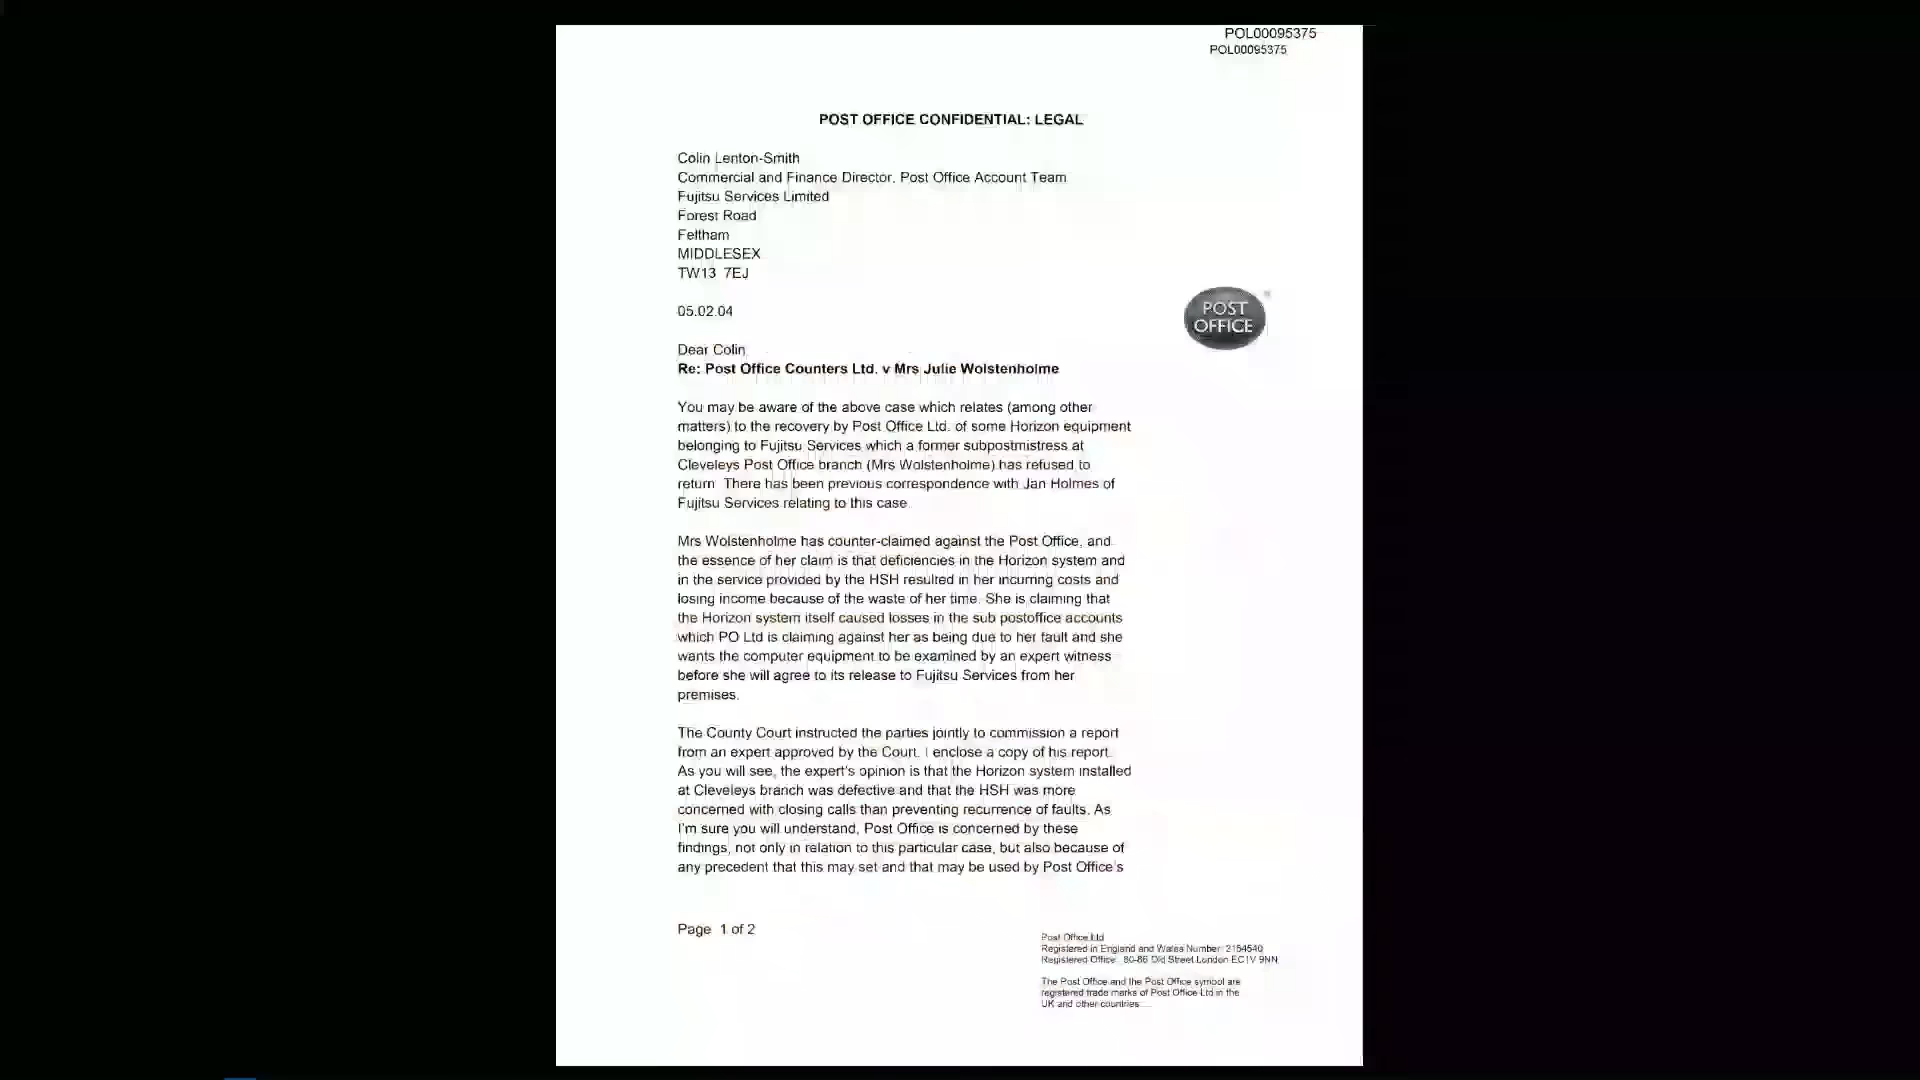 POL00095375
POL00095375
POST OFFICE CONFIDENTIAL: LEGAL
Colin Lenton-Smith
Commercial and Finance Director, Post Office Account Team
Fujitsu Services Limited
Forest Road
Feltham
MIDDLESEX
TW13 7EJ
05.02.04
POST
OFFICE
Dear Colin
Re: Post Office Counters Ltd. v Mrs Julie Wolstenholme
You may be aware of the above case which relates (among other
matters) to the recovery by Post Office Ltd. of some Horizon equipment
belonging to Fujitsu Services which a former subpostmistress at
Cleveleys Post Office branch (Mrs Wolstenholme) has refused to
return. There has been previous correspondence with Jan Holmes of
Fujitsu Services relating to this case.
Mrs Wolstenholme has counter-claimed against the Post Office, and
the essence of her claim is that deficiencies in the Horizon system and
in the service provided by the HSH resulted in her incurring costs and
losing income because of the waste of her time. She is claiming that
the Horizon system itself caused losses in the sub postoffice accounts
which PO Ltd is claiming against her as being due to her fault and she
wants the computer equipment to be examined by an expert witness
before she will agree to its release to Fujitsu Services from her
premises.
The County Court instructed the parties jointly to commission a report
from an expert approved by the Court. I enclose a copy of his report.
As you will see, the expert's opinion is that the Horizon system installed
at Cleveleys branch was defective and that the HSH was more
concerned with closing calls than preventing recurrence of faults. As
I'm sure you will understand, Post Office is concerned by these
findings, not only in relation to this particular case, but also because of
any precedent that this may set and that may be used by Post Office's
Page 1 of 2
Post Office Ltd
Registered in England and Wales Number 2154540
Registered Office 80-86 Old Street London EC1V 9NN
The Post Office and the Post Office symbol are
registered trade marks of Post Office Ltd in the
UK and other countries